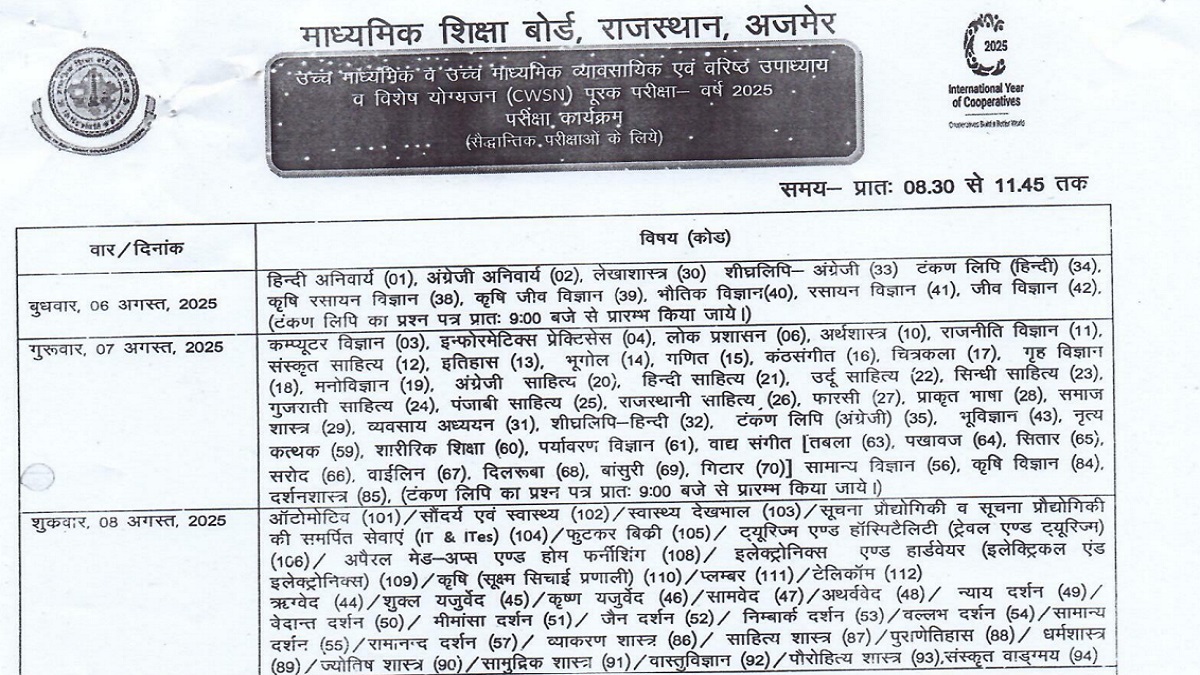 माध्यमिक शिक्षा बोर्ड, राजस्थान, अजमेर
उच्च माध्यमिक व उच्च माध्यमिक व्यावसायिक एवं वरिष्ठ उपाध्याय
व विशेष योग्यजन (CWSN) पूरक परीक्षा– वर्ष 2025
परीक्षा कार्यक्रम
(सैद्धान्तिक परीक्षाओं के लिये)
2025
International Year
of Cooperatives
Cooperatives Build a Better World
समय– प्रातः 08.30 से 11.45 तक
वार/दिनांक
विषय (कोड)
बुधवार, 06 अगस्त, 2025
हिन्दी अनिवार्य (01), अंग्रेजी अनिवार्य (02), लेखाशास्त्र (30) शीघ्रलिपि– अंग्रेजी (33) टंकण लिपि (हिन्दी) (34),
कृषि रसायन विज्ञान (38), कृषि जीव विज्ञान (39), भौतिक विज्ञान(40), रसायन विज्ञान (41), जीव विज्ञान (42).
(टंकण लिपि का प्रश्न पत्र प्रातः 9:00 बजे से प्रारम्भ किया जाये।)
गुरूवार, 07 अगस्त, 2025
कम्प्यूटर विज्ञान (03), इन्फोरमेटिक्स प्रेक्टिसेस (04), लोक प्रशासन (06), अर्थशास्त्र (10), राजनीति विज्ञान (11),
संस्कृत साहित्य (12), इतिहास (13), भूगोल (14), गणित (15), कंठसंगीत (16), चित्रकला (17), गृह विज्ञान
(18), मनोविज्ञान (19), अंग्रेजी साहित्य (20), हिन्दी साहित्य (21), उर्दू साहित्य (22), सिन्धी साहित्य (23),
गुजराती साहित्य (24), पंजाबी साहित्य (25), राजस्थानी साहित्य (26), फारसी (27), प्राकृत भाषा (28), समाज
शास्त्र (29), व्यवसाय अध्ययन (31), शीघ्रलिपि–हिन्दी (32), टंकण लिपि (अंग्रेजी) (35), भूविज्ञान (43), नृत्य
कत्थक (59), शारीरिक शिक्षा (60), पर्यावरण विज्ञान (61), वाद्य संगीत [तबला (63), पखावज (64), सितार (65),
सरोद (66), वाईलिन (67), दिलरूबा (68), बांसुरी (69), गिटार (70)] सामान्य विज्ञान (56), कृषि विज्ञान (84),
दर्शनशास्त्र (85), (टंकण लिपि का प्रश्न पत्र प्रातः 9:00 बजे से प्रारम्भ किया जाये।)
शुक्रवार, 08 अगस्त, 2025
ऑटोमोटिव (101)/सौंदर्य एवं स्वास्थ्य (102)/स्वास्थ्य देखभाल (103)/सूचना प्रौद्योगिकी व सूचना प्रौद्योगिकी
की समर्पित सेवाएं (IT & ITes) (104)/फुटकर बिकी (105)/ ट्यूरिज्म एण्ड हॉस्पिटैलिटी (ट्रेवल एण्ड ट्यूरिज्म)
(106)/ अपैरल मेड–अप्स एण्ड होम फर्नीशिंग (108)/ इलेक्ट्रोनिक्स एण्ड हार्डवेयर (इलेक्ट्रिकल एंड
इलेक्ट्रोनिक्स) (109)/कृषि (सूक्ष्म सिचाई प्रणाली) (110)/प्लम्बर (111)/टेलिकॉम (112)
ऋग्वेद (44)/शुक्ल यजुर्वेद (45)/कृष्ण यजुर्वेद (46)/सामवेद (47)/अथर्ववेद (48)/ न्याय दर्शन (49)/
वेदान्त दर्शन (50)/ मीमांसा दर्शन (51)/ जैन दर्शन (52)/ निम्बार्क दर्शन (53)/वल्लभ दर्शन (54)/सामान्य
दर्शन (55)/रामानन्द दर्शन (57)/ व्याकरण शास्त्र (86)/ साहित्य शास्त्र (87)/पुराणेतिहास (88)/ धर्मशास्त्र
(89)/ज्योतिष शास्त्र (90)/सामुद्रिक शास्त्र (91)/वास्तुविज्ञान (92)/पौरोहित्य शास्त्र (93),संस्कृत वाङ्गमय (94)